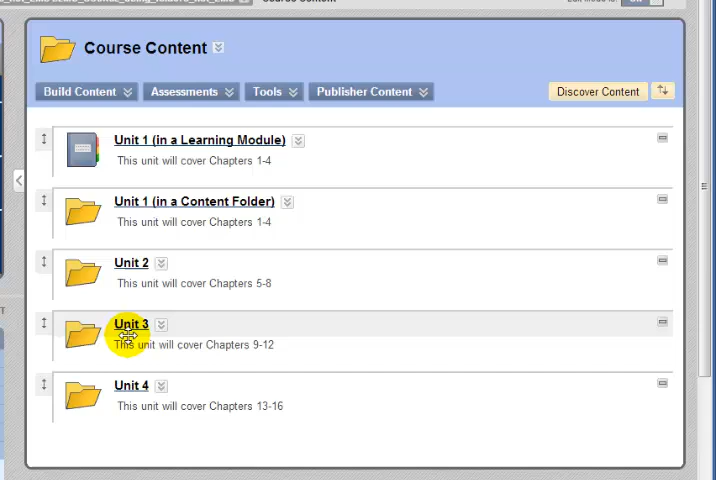 Course Content
Build Content
Assessments
Tools
Publisher Content
Discover Content
Unit 1 (in a Learning Module)
This unit will cover Chapters 1-4
Unit 1 (in a Content Folder)
This unit will cover Chapters 1-4
Unit 2
This unit will cover Chapters 5-8
Unit 3
This unit will cover Chapters 9-12
Unit 4
This unit will cover Chapters 13-16